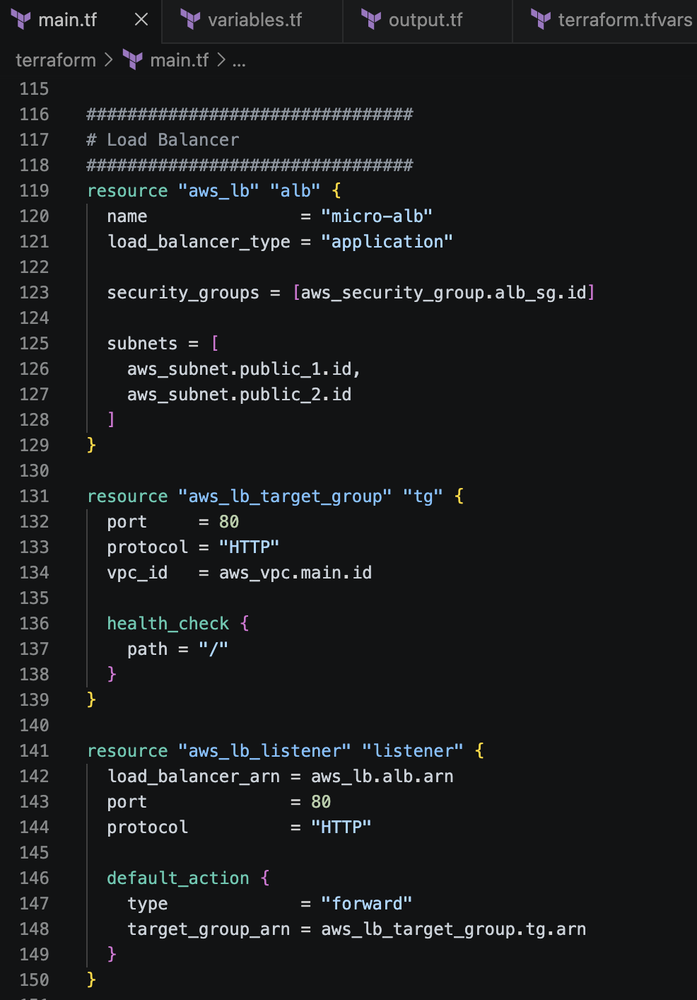 main.tf × variables.tf output.tf terraform.tfvars
terraform > main.tf > ...
115
116 ################################
117 # Load Balancer
118 ################################
119 resource "aws_lb" "alb" {
120   name               = "micro-alb"
121   load_balancer_type = "application"
122
123   security_groups = [aws_security_group.alb_sg.id]
124
125   subnets = [
126     aws_subnet.public_1.id,
127     aws_subnet.public_2.id
128   ]
129 }
130
131 resource "aws_lb_target_group" "tg" {
132   port     = 80
133   protocol = "HTTP"
134   vpc_id   = aws_vpc.main.id
135
136   health_check {
137     path = "/"
138   }
139 }
140
141 resource "aws_lb_listener" "listener" {
142   load_balancer_arn = aws_lb.alb.arn
143   port              = 80
144   protocol          = "HTTP"
145
146   default_action {
147     type             = "forward"
148     target_group_arn = aws_lb_target_group.tg.arn
149   }
150 }